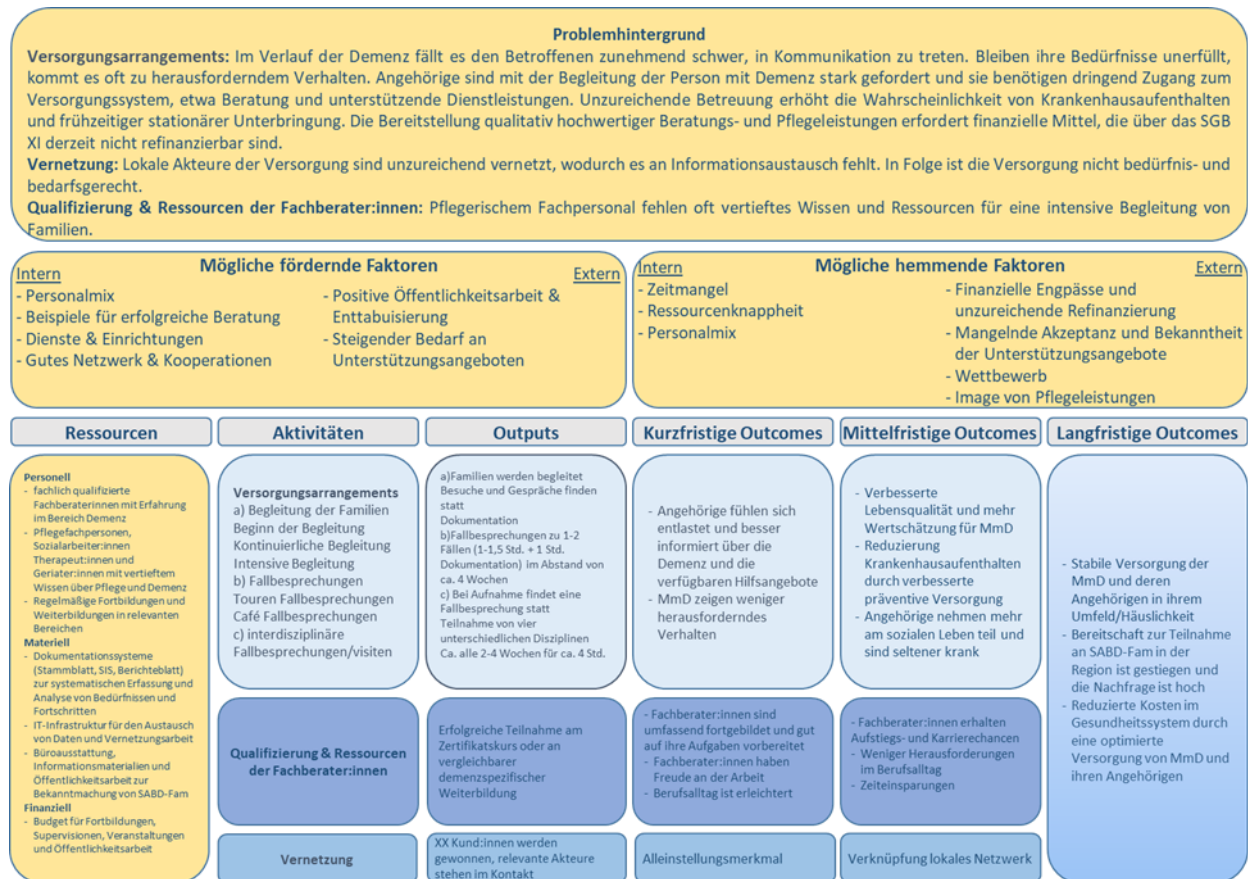 Problemhintergrund
Versorgungsarrangements: Im Verlauf der Demenz fällt es den Betroffenen zunehmend schwer, in Kommunikation zu treten. Bleiben ihre Bedürfnisse unerfüllt,
kommt es oft zu herausforderndem Verhalten. Angehörige sind mit der Begleitung der Person mit Demenz stark gefordert und sie benötigen dringend Zugang zum
Versorgungssystem, etwa Beratung und unterstützende Dienstleistungen. Unzureichende Betreuung erhöht die Wahrscheinlichkeit von Krankenhausaufenthalten
und frühzeitiger stationärer Unterbringung. Die Bereitstellung qualitativ hochwertiger Beratungs- und Pflegeleistungen erfordert finanzielle Mittel, die über das SGB
XI derzeit nicht refinanzierbar sind.
Vernetzung: Lokale Akteure der Versorgung sind unzureichend vernetzt, wodurch es an Informationsaustausch fehlt. In Folge ist die Versorgung nicht bedürfnis- und
bedarfsgerecht.
Qualifizierung & Ressourcen der Fachberater:innen: Pflegerischem Fachpersonal fehlen oft vertieftes Wissen und Ressourcen für eine intensive Begleitung von
Familien.
Mögliche fördernde Faktoren
Intern
- Personalmix
- Beispiele für erfolgreiche Beratung
- Dienste & Einrichtungen
- Gutes Netzwerk & Kooperationen
Extern
- Positive Öffentlichkeitsarbeit &
Enttabuisierung
- Steigender Bedarf an
Unterstützungsangeboten
Mögliche hemmende Faktoren
Intern
- Zeitmangel
- Ressourcenknappheit
- Personalmix
Extern
- Finanzielle Engpässe und
unzureichende Refinanzierung
- Mangelnde Akzeptanz und Bekanntheit
der Unterstützungsangebote
- Wettbewerb
- Image von Pflegeleistungen
Ressourcen
Aktivitäten
Outputs
Kurzfristige Outcomes
Mittelfristige Outcomes
Langfristige Outcomes
Personell
- fachlich qualifizierte
Fachberaterinnen mit Erfahrung
im Bereich Demenz
- Pflegefachpersonen,
Sozialarbeiter:innen
Therapeut:innen und
Geriater:innen mit vertieftem
Wissen über Pflege und Demenz
- Regelmäßige Fortbildungen und
Weiterbildungen in relevanten
Bereichen
Materiell
- Dokumentationssysteme
(Stammblatt, SIS, Berichteblatt)
zur systematischen Erfassung und
Analyse von Bedürfnissen und
Fortschritten
- IT-Infrastruktur für den Austausch
von Daten und Vernetzungsarbeit
- Büroausstattung,
Informationsmaterialien und
Öffentlichkeitsarbeit zur
Bekanntmachung von SABD-Fam
Finanziell
- Budget für Fortbildungen,
Supervisionen, Veranstaltungen
und Öffentlichkeitsarbeit
Versorgungsarrangements
a) Begleitung der Familien
Beginn der Begleitung
Kontinuierliche Begleitung
Intensive Begleitung
b) Fallbesprechungen
Touren Fallbesprechungen
Café Fallbesprechungen
c) interdisziplinäre
Fallbesprechungen/visiten
a)Familien werden begleitet
Besuche und Gespräche finden
statt
Dokumentation
b)Fallbesprechungen zu 1-2
Fällen (1-1,5 Std. + 1 Std.
Dokumentation) im Abstand von
ca. 4 Wochen
c) Bei Aufnahme findet eine
Fallbesprechung statt
Teilnahme von vier
unterschiedlichen Disziplinen
Ca. alle 2-4 Wochen für ca. 4 Std.
- Angehörige fühlen sich
entlastet und besser
informiert über die
Demenz und die
verfügbaren Hilfsangebote
- MmD zeigen weniger
herausforderndes
Verhalten
- Verbesserte
Lebensqualität und mehr
Wertschätzung für MmD
- Reduzierung
Krankenhausaufenthalten
durch verbesserte
präventive Versorgung
- Angehörige nehmen mehr
am sozialen Leben teil und
sind seltener krank
- Stabile Versorgung der
MmD und deren
Angehörigen in ihrem
Umfeld/Häuslichkeit
- Bereitschaft zur Teilnahme
an SABD-Fam in der
Region ist gestiegen und
die Nachfrage ist hoch
- Reduzierte Kosten im
Gesundheitssystem durch
eine optimierte
Versorgung von MmD und
ihren Angehörigen
Qualifizierung & Ressourcen
der Fachberater:innen
Erfolgreiche Teilnahme am
Zertifikatskurs oder an
vergleichbarer
demenzspezifischer
Weiterbildung
- Fachberater:innen sind
umfassend fortgebildet und gut
auf ihre Aufgaben vorbereitet
- Fachberater:innen haben
Freude an der Arbeit
- Berufsalltag ist erleichtert
- Fachberater:innen erhalten
Aufstiegs- und Karrierechancen
- Weniger Herausforderungen
im Berufsalltag
- Zeiteinsparungen
Vernetzung
XX Kund:innen werden
gewonnen, relevante Akteure
stehen im Kontakt
Alleinstellungsmerkmal
Verknüpfung lokales Netzwerk